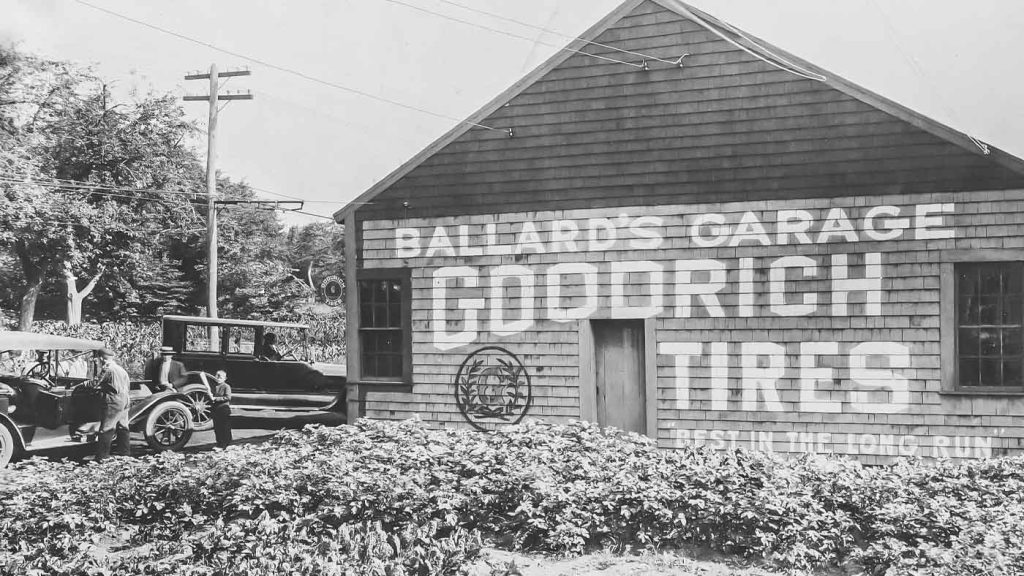 BALLARD'S GARAGE
GOODRICH
TIRES
"BEST IN THE LONG RUN"